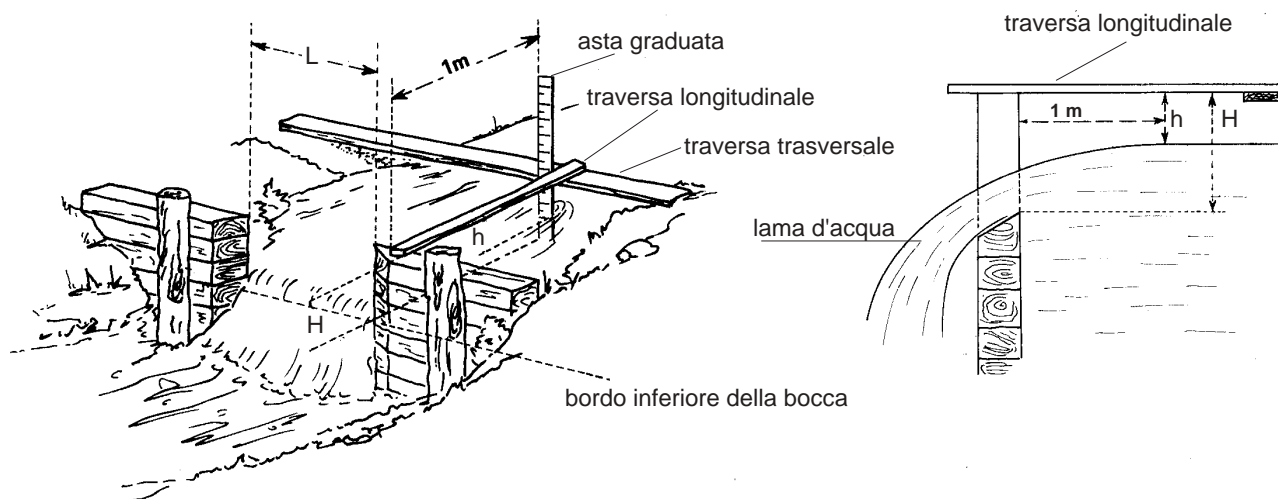 L
1m
asta graduata
traversa longitudinale
traversa trasversale
h
H
bordo inferiore della bocca
traversa longitudinale
1 m
h
H
lama d'acqua